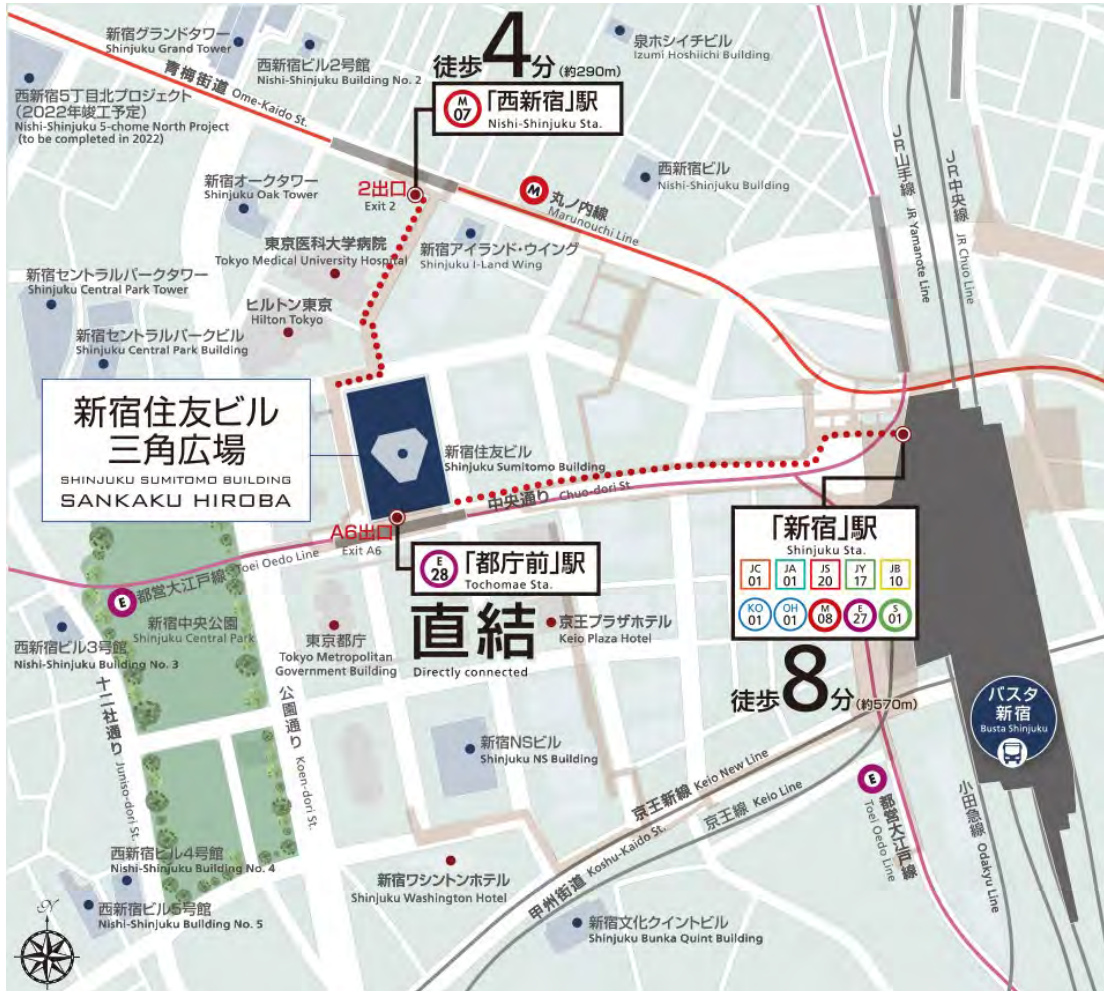 新宿グランドタワー
Shinjuku Grand Tower
西新宿ビル2号館
Nishi-Shinjuku Building No. 2
徒歩4分(約290m)
泉ホシイチビル
Izumi Hoshiichi Building
青梅街道 Ome-Kaido St.
西新宿5丁目北プロジェクト
(2022年竣工予定)
Nishi-Shinjuku 5-chome North Project
(to be completed in 2022)
M
07
「西新宿」駅
Nishi-Shinjuku Sta.
JR山手線
JR Yamanote Line
JR中央線
JR Chuo Line
西新宿ビル
Nishi-Shinjuku Building
新宿オークタワー
Shinjuku Oak Tower
2出口
Exit 2
M
丸ノ内線
Marunouchi Line
東京医科大学病院
Tokyo Medical University Hospital
新宿アイランド・ウイング
Shinjuku I-Land Wing
新宿セントラルパークタワー
Shinjuku Central Park Tower
ヒルトン東京
Hilton Tokyo
新宿セントラルパークビル
Shinjuku Central Park Building
新宿住友ビル
三角広場
SHINJUKU SUMITOMO BUILDING
SANKAKU HIROBA
新宿住友ビル
Shinjuku Sumitomo Building
中央通り Chuo-dori St.
A6出口
Exit A6
E
28
「都庁前」駅
Tochomae Sta.
直結
Directly connected
「新宿」駅
Shinjuku Sta.
JC
01
JA
01
JS
20
JY
17
JB
10
KO
01
OH
01
M
08
E
27
S
01
徒歩8分(約570m)
E
都営大江戸線 Toei Oedo Line
新宿中央公園
Shinjuku Central Park
西新宿ビル3号館
Nishi-Shinjuku Building No. 3
東京都庁
Tokyo Metropolitan
Government Building
京王プラザホテル
Keio Plaza Hotel
十二社通り Juniso-dori St.
公園通り Koen-dori St.
新宿NSビル
Shinjuku NS Building
バスタ
新宿
Busta Shinjuku
京王新線 Keio New Line
京王線 Keio Line
甲州街道 Koshu-Kaido St.
E
都営大江戸線
Toei Oedo Line
小田急線 Odakyu Line
西新宿ビル4号館
Nishi-Shinjuku Building No. 4
西新宿ビル5号館
Nishi-Shinjuku Building No. 5
新宿ワシントンホテル
Shinjuku Washington Hotel
新宿文化クイントビル
Shinjuku Bunka Quint Building
N